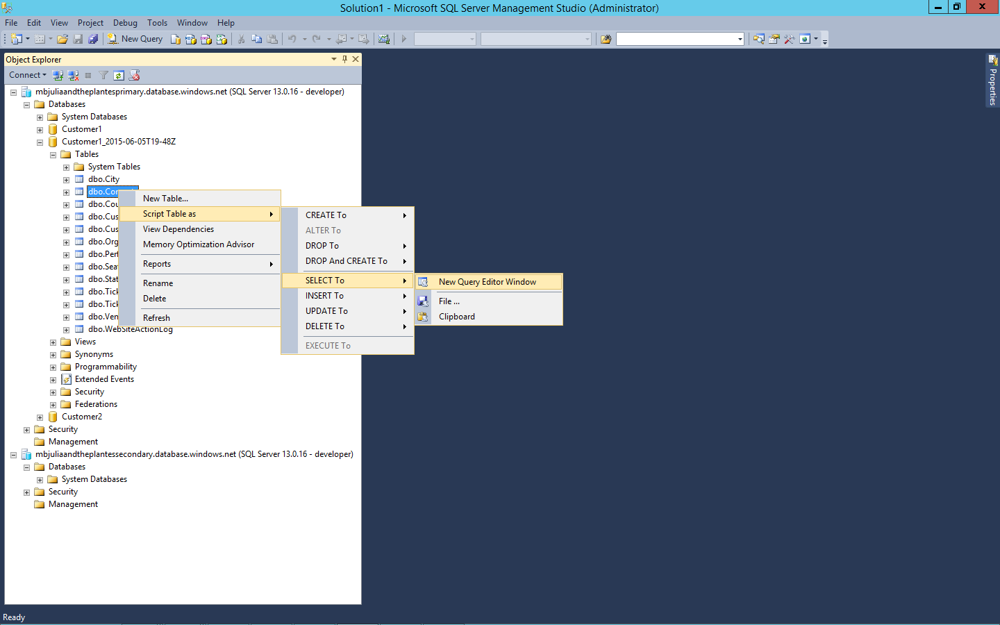 Solution1 - Microsoft SQL Server Management Studio (Administrator)
File Edit View Project Debug Tools Window Help
New Query
Object Explorer
Connect
Properties
mbjuliaandtheplantesprimary.database.windows.net (SQL Server 13.0.16 - developer)
Databases
System Databases
Customer1
Customer1_2015-06-05T19-48Z
Tables
System Tables
dbo.City
dbo.Con
dbo.Cou
dbo.Cus
dbo.Cus
dbo.Org
dbo.Perf
dbo.Sea
dbo.Stat
dbo.Tick
dbo.Tick
dbo.Ven
dbo.WebSiteActionLog
Views
Synonyms
Programmability
Extended Events
Security
Federations
Customer2
Security
Management
mbjuliaandtheplantessecondary.database.windows.net (SQL Server 13.0.16 - developer)
Databases
System Databases
Security
Management
New Table...
Script Table as
View Dependencies
Memory Optimization Advisor
Reports
Rename
Delete
Refresh
CREATE To
ALTER To
DROP To
DROP And CREATE To
SELECT To
INSERT To
UPDATE To
DELETE To
EXECUTE To
New Query Editor Window
File ...
Clipboard
Ready